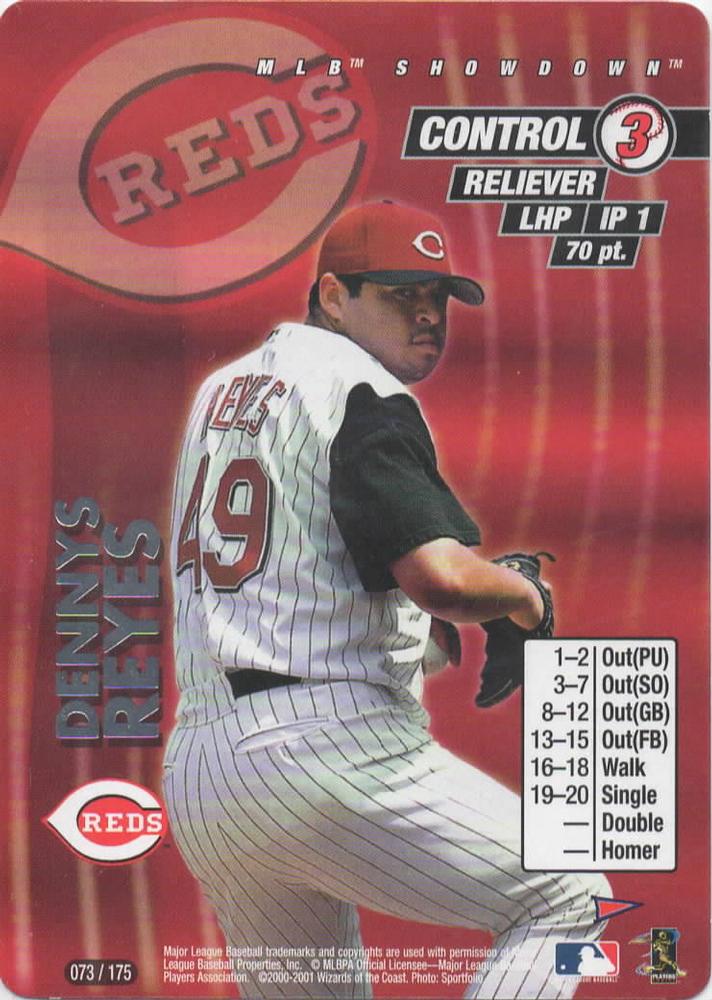 REDS
MLB™ SHOWDOWN™
CONTROL 3
RELIEVER
LHP IP 1
70 pt.
REYES
49
DENNYS
REYES
1–2 Out(PU)
3–7 Out(SO)
8–12 Out(GB)
13–15 Out(FB)
16–18 Walk
19–20 Single
— Double
— Homer
REDS
073 / 175
Major League Baseball trademarks and copyrights are used with permission of
League Baseball Properties, Inc. © MLBPA Official Licensee—Major League
Players Association. ©2000-2001 Wizards of the Coast. Photo: Sportfolio